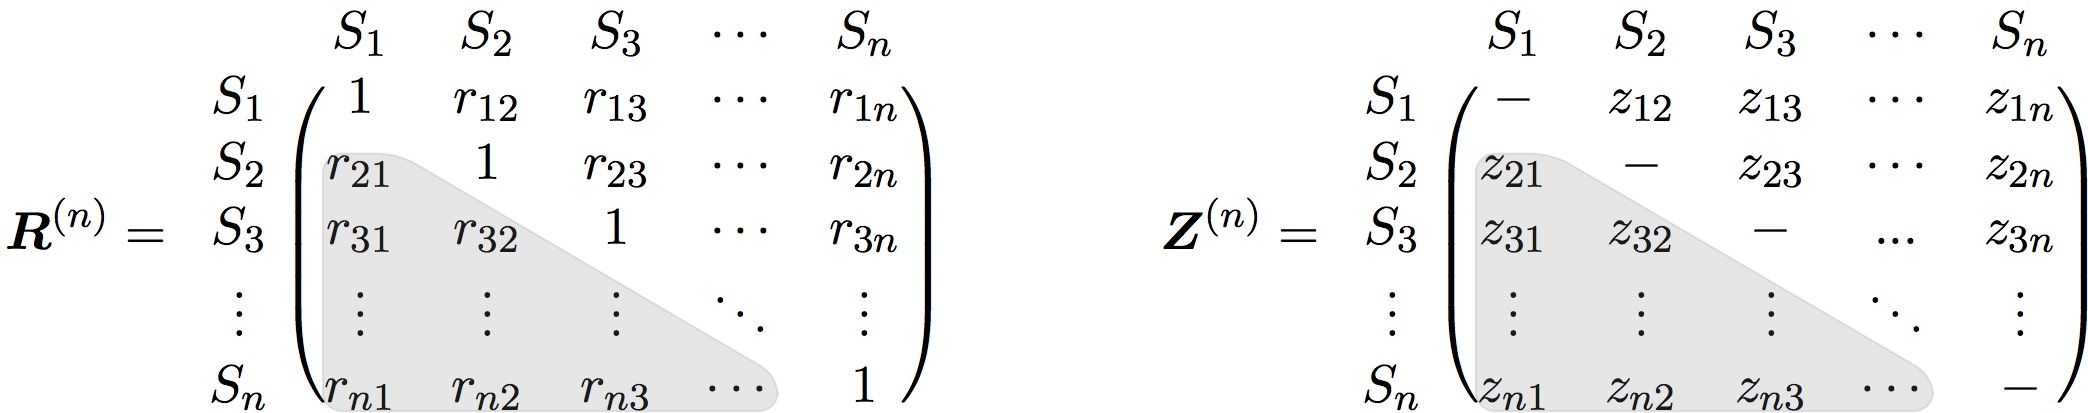 S₁ S₂ S₃ ⋯ Sₙ S₁ S₂ S₃ ⋯ Sₙ
S₁ 1 r₁₂ r₁₃ ⋯ r₁ₙ S₁ − z₁₂ z₁₃ ⋯ z₁ₙ
S₂ r₂₁ 1 r₂₃ ⋯ r₂ₙ S₂ z₂₁ − z₂₃ ⋯ z₂ₙ
R⁽ⁿ⁾ = S₃ r₃₁ r₃₂ 1 ⋯ r₃ₙ Z⁽ⁿ⁾ = S₃ z₃₁ z₃₂ − ... z₃ₙ
⋮ ⋮ ⋮ ⋮ ⋱ ⋮ ⋮ ⋮ ⋮ ⋮ ⋱ ⋮
Sₙ rₙ₁ rₙ₂ rₙ₃ ⋯ 1 Sₙ zₙ₁ zₙ₂ zₙ₃ ⋯ −